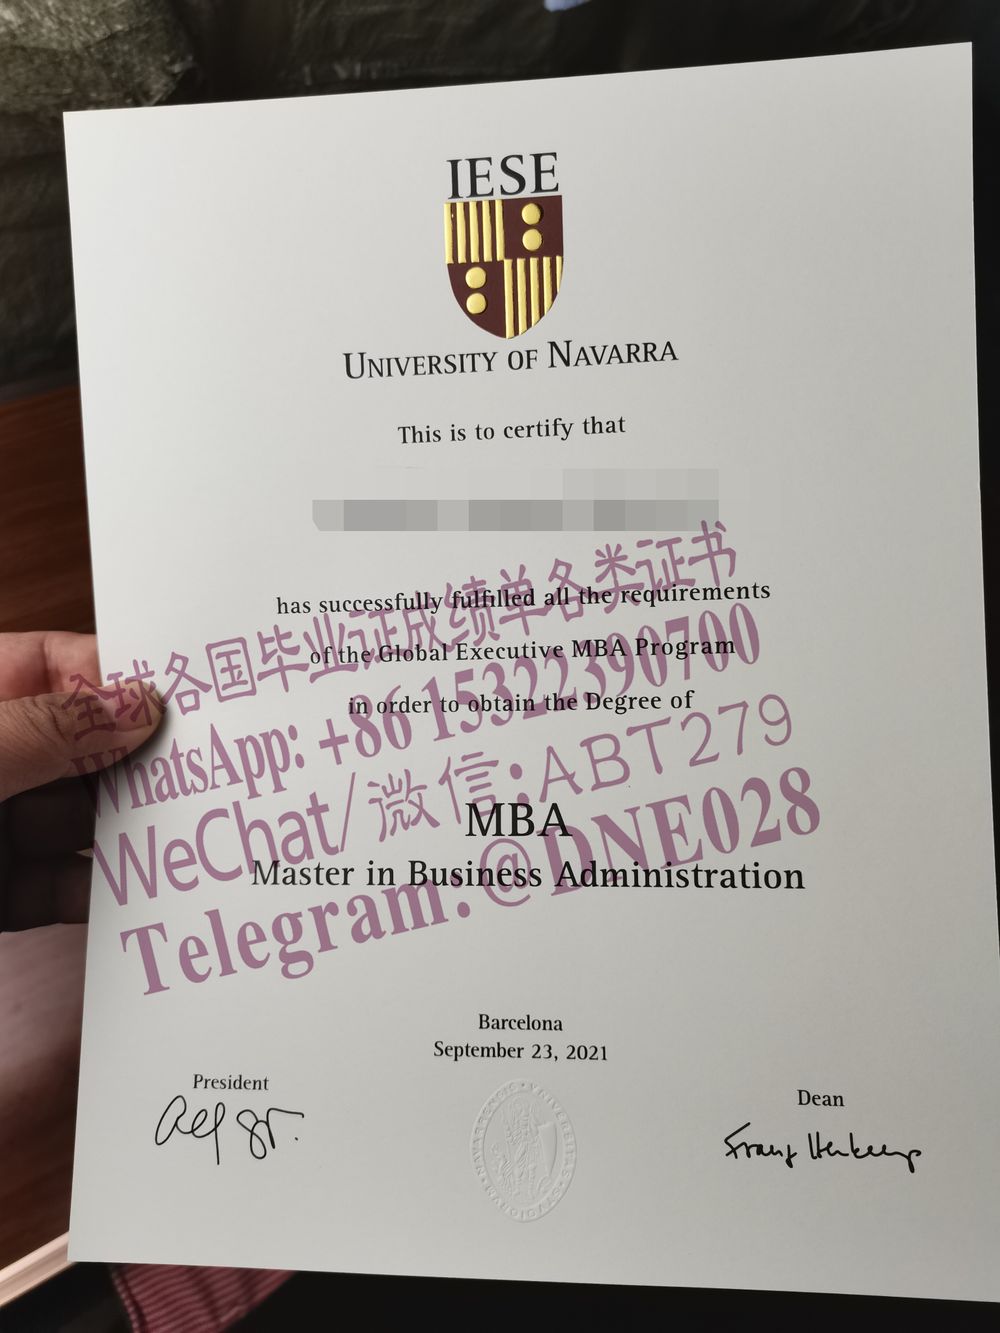 IESE
UNIVERSITY OF NAVARRA
This is to certify that
has successfully fulfilled all the requirements
of the Global Executive MBA Program
in order to obtain the Degree of
MBA
Master in Business Administration
全球各国毕业证成绩单各类证书
WhatsApp: +86 15322390700
WeChat/微信:ABT279
Telegram:@DNE028
Barcelona
September 23, 2021
President
Dean